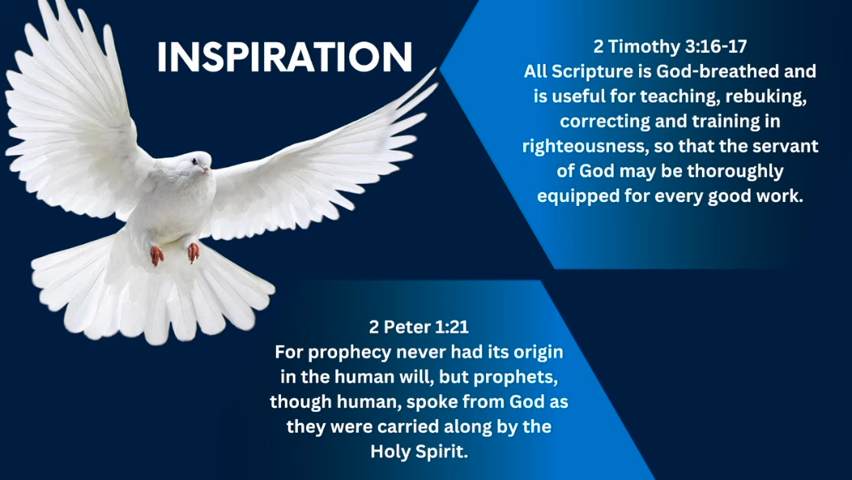 INSPIRATION
2 Timothy 3:16-17
All Scripture is God-breathed and
is useful for teaching, rebuking,
correcting and training in
righteousness, so that the servant
of God may be thoroughly
equipped for every good work.
2 Peter 1:21
For prophecy never had its origin
in the human will, but prophets,
though human, spoke from God as
they were carried along by the
Holy Spirit.